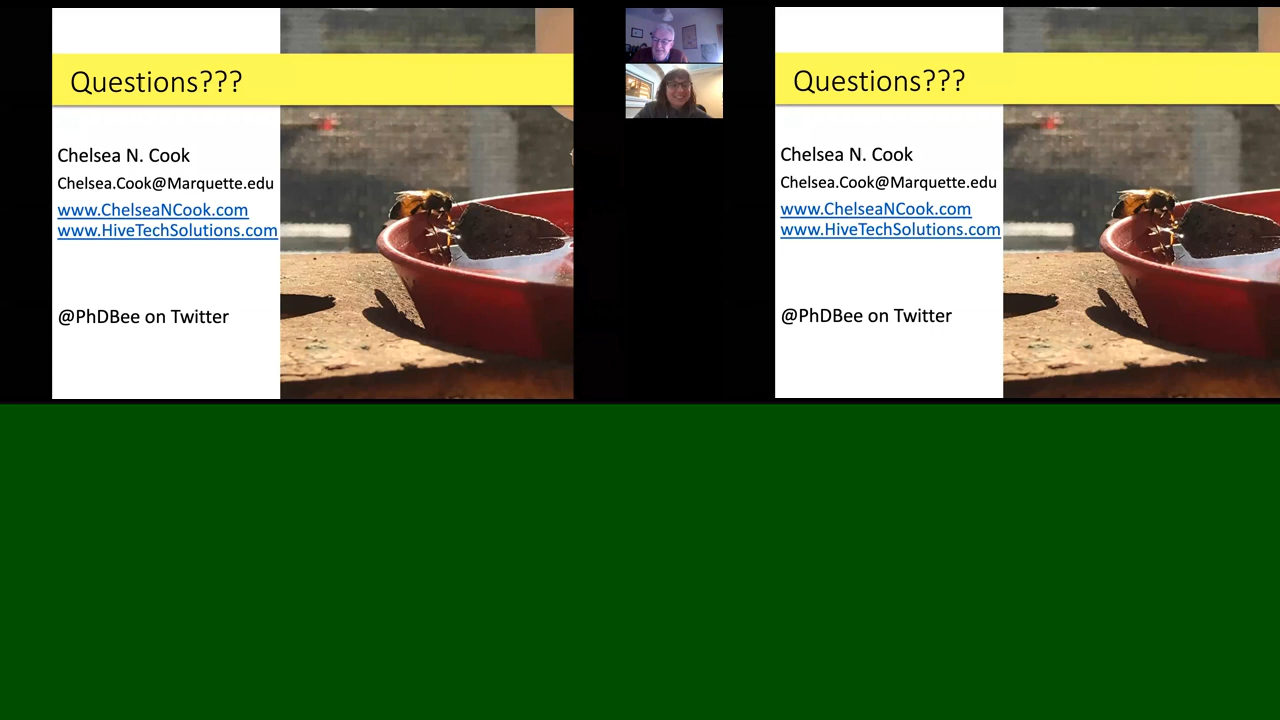 Questions???
Chelsea N. Cook
Chelsea.Cook@Marquette.edu
www.ChelseaNCook.com
www.HiveTechSolutions.com
@PhDBee on Twitter
Questions???
Chelsea N. Cook
Chelsea.Cook@Marquette.edu
www.ChelseaNCook.com
www.HiveTechSolutions.com
@PhDBee on Twitter